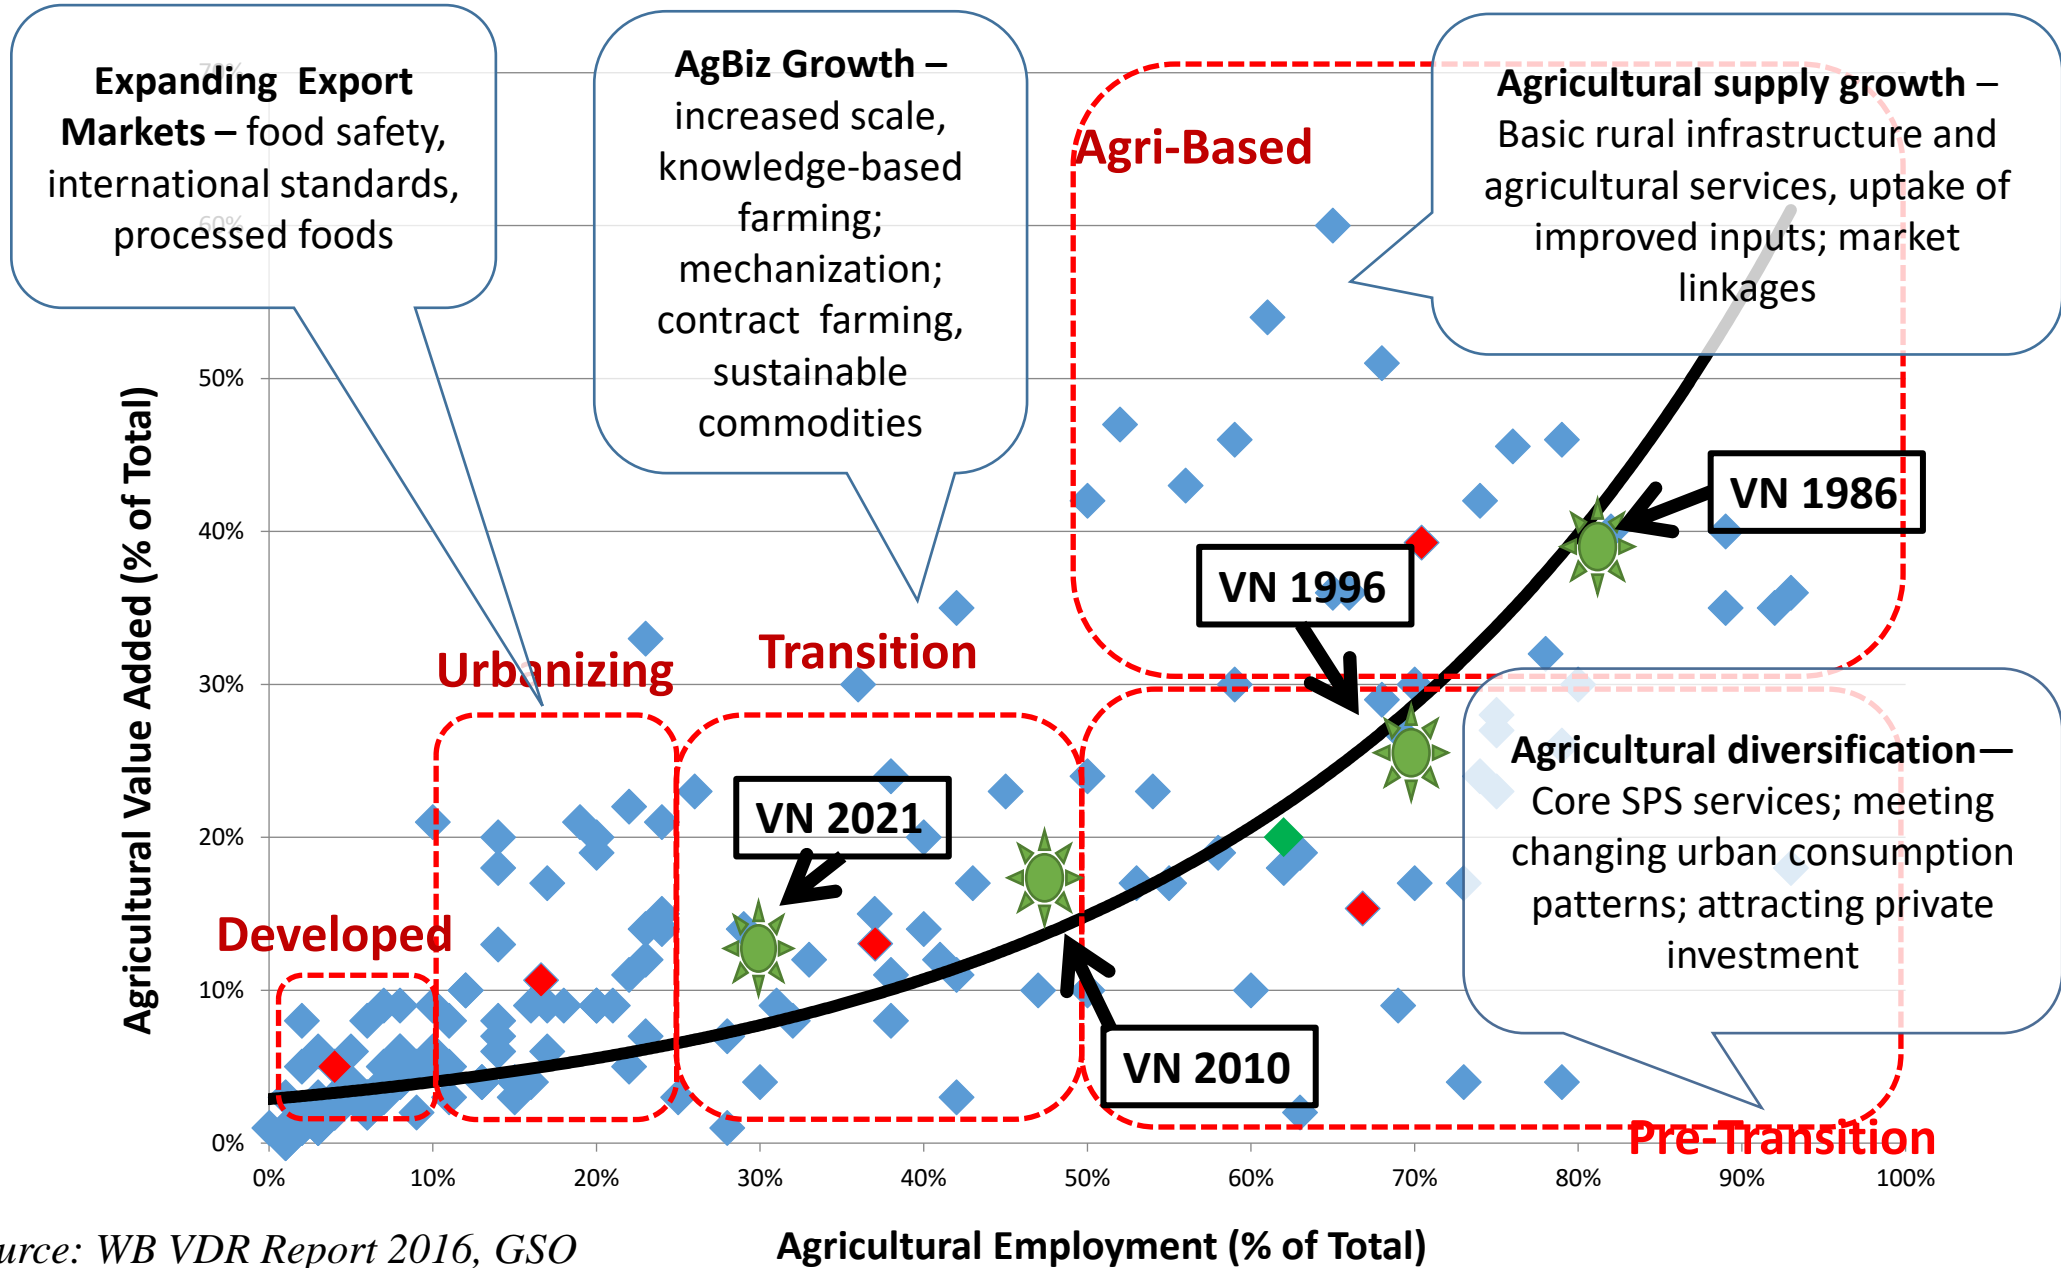 Expanding Export
Markets – food safety,
international standards,
processed foods
AgBiz Growth –
increased scale,
knowledge-based
farming;
mechanization;
contract farming,
sustainable
commodities
Agricultural supply growth –
Basic rural infrastructure and
agricultural services, uptake of
improved inputs; market
linkages
Agri-Based
VN 1986
VN 1996
Urbanizing
Transition
VN 2021
Agricultural diversification—
Core SPS services; meeting
changing urban consumption
patterns; attracting private
investment
Developed
VN 2010
Pre-Transition
Agricultural Value Added (% of Total)
70%
60%
50%
40%
30%
20%
10%
0%
0%
10%
20%
30%
40%
50%
60%
70%
80%
90%
100%
Agricultural Employment (% of Total)
urce: WB VDR Report 2016, GSO